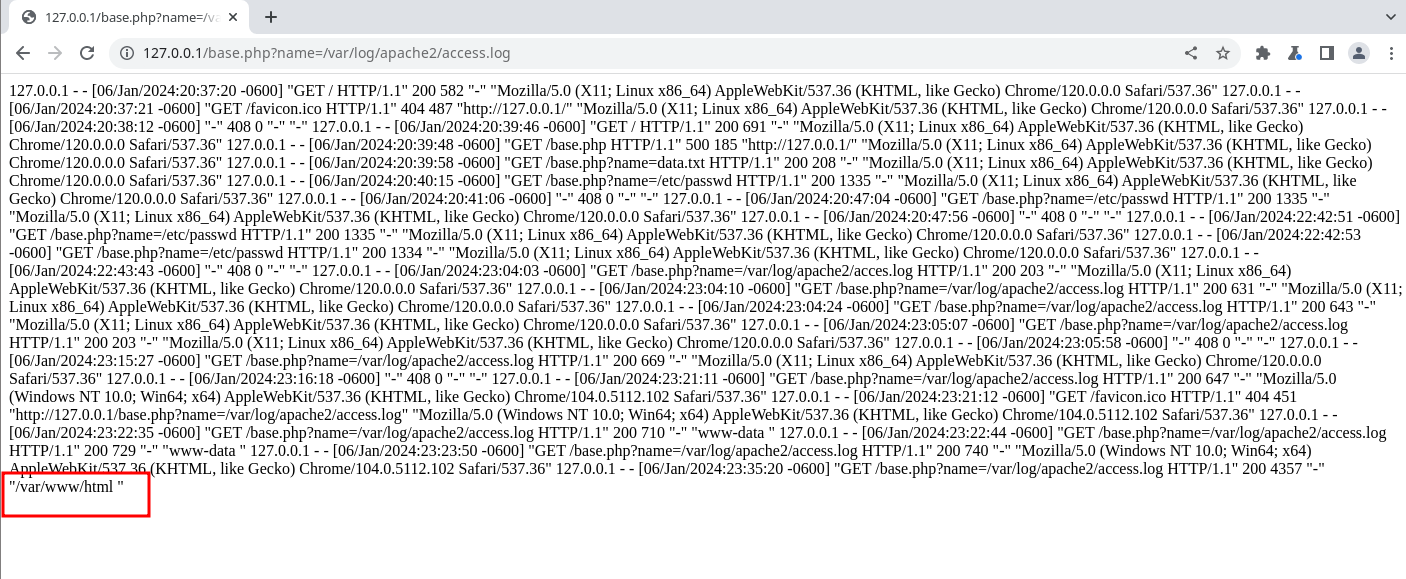 127.0.0.1/base.php?name=/va
127.0.0.1/base.php?name=/var/log/apache2/access.log
127.0.0.1 - - [06/Jan/2024:20:37:20 -0600] "GET / HTTP/1.1" 200 582 "-" "Mozilla/5.0 (X11; Linux x86_64) AppleWebKit/537.36 (KHTML, like Gecko) Chrome/120.0.0.0 Safari/537.36" 127.0.0.1 - -
[06/Jan/2024:20:37:21 -0600] "GET /favicon.ico HTTP/1.1" 404 487 "http://127.0.0.1/" "Mozilla/5.0 (X11; Linux x86_64) AppleWebKit/537.36 (KHTML, like Gecko) Chrome/120.0.0.0 Safari/537.36" 127.0.0.1 - -
[06/Jan/2024:20:38:12 -0600] "-" 408 0 "-" "-" 127.0.0.1 - - [06/Jan/2024:20:39:46 -0600] "GET / HTTP/1.1" 200 691 "-" "Mozilla/5.0 (X11; Linux x86_64) AppleWebKit/537.36 (KHTML, like Gecko)
Chrome/120.0.0.0 Safari/537.36" 127.0.0.1 - - [06/Jan/2024:20:39:48 -0600] "GET /base.php HTTP/1.1" 500 185 "http://127.0.0.1/" "Mozilla/5.0 (X11; Linux x86_64) AppleWebKit/537.36 (KHTML, like Gecko)
Chrome/120.0.0.0 Safari/537.36" 127.0.0.1 - - [06/Jan/2024:20:39:58 -0600] "GET /base.php?name=data.txt HTTP/1.1" 200 208 "-" "Mozilla/5.0 (X11; Linux x86_64) AppleWebKit/537.36 (KHTML, like Gecko)
Chrome/120.0.0.0 Safari/537.36" 127.0.0.1 - - [06/Jan/2024:20:40:15 -0600] "GET /base.php?name=/etc/passwd HTTP/1.1" 200 1335 "-" "Mozilla/5.0 (X11; Linux x86_64) AppleWebKit/537.36 (KHTML, like
Gecko) Chrome/120.0.0.0 Safari/537.36" 127.0.0.1 - - [06/Jan/2024:20:41:06 -0600] "-" 408 0 "-" "-" 127.0.0.1 - - [06/Jan/2024:20:47:04 -0600] "GET /base.php?name=/etc/passwd HTTP/1.1" 200 1335 "-"
"Mozilla/5.0 (X11; Linux x86_64) AppleWebKit/537.36 (KHTML, like Gecko) Chrome/120.0.0.0 Safari/537.36" 127.0.0.1 - - [06/Jan/2024:20:47:56 -0600] "-" 408 0 "-" "-" 127.0.0.1 - - [06/Jan/2024:22:42:51 -0600]
"GET /base.php?name=/etc/passwd HTTP/1.1" 200 1335 "-" "Mozilla/5.0 (X11; Linux x86_64) AppleWebKit/537.36 (KHTML, like Gecko) Chrome/120.0.0.0 Safari/537.36" 127.0.0.1 - - [06/Jan/2024:22:42:53
-0600] "GET /base.php?name=/etc/passwd HTTP/1.1" 200 1334 "-" "Mozilla/5.0 (X11; Linux x86_64) AppleWebKit/537.36 (KHTML, like Gecko) Chrome/120.0.0.0 Safari/537.36" 127.0.0.1 - -
[06/Jan/2024:22:43:43 -0600] "-" 408 0 "-" "-" 127.0.0.1 - - [06/Jan/2024:23:04:03 -0600] "GET /base.php?name=/var/log/apache2/acces.log HTTP/1.1" 200 203 "-" "Mozilla/5.0 (X11; Linux x86_64)
AppleWebKit/537.36 (KHTML, like Gecko) Chrome/120.0.0.0 Safari/537.36" 127.0.0.1 - - [06/Jan/2024:23:04:10 -0600] "GET /base.php?name=/var/log/apache2/access.log HTTP/1.1" 200 631 "-" "Mozilla/5.0 (X11;
Linux x86_64) AppleWebKit/537.36 (KHTML, like Gecko) Chrome/120.0.0.0 Safari/537.36" 127.0.0.1 - - [06/Jan/2024:23:04:24 -0600] "GET /base.php?name=/var/log/apache2/access.log HTTP/1.1" 200 643 "-"
"Mozilla/5.0 (X11; Linux x86_64) AppleWebKit/537.36 (KHTML, like Gecko) Chrome/120.0.0.0 Safari/537.36" 127.0.0.1 - - [06/Jan/2024:23:05:07 -0600] "GET /base.php?name=/var/log/apache2/access.log
HTTP/1.1" 200 203 "-" "Mozilla/5.0 (X11; Linux x86_64) AppleWebKit/537.36 (KHTML, like Gecko) Chrome/120.0.0.0 Safari/537.36" 127.0.0.1 - - [06/Jan/2024:23:05:58 -0600] "-" 408 0 "-" "-" 127.0.0.1 - -
[06/Jan/2024:23:15:27 -0600] "GET /base.php?name=/var/log/apache2/access.log HTTP/1.1" 200 669 "-" "Mozilla/5.0 (X11; Linux x86_64) AppleWebKit/537.36 (KHTML, like Gecko) Chrome/120.0.0.0
Safari/537.36" 127.0.0.1 - - [06/Jan/2024:23:16:18 -0600] "-" 408 0 "-" "-" 127.0.0.1 - - [06/Jan/2024:23:21:11 -0600] "GET /base.php?name=/var/log/apache2/access.log HTTP/1.1" 200 647 "-" "Mozilla/5.0
(Windows NT 10.0; Win64; x64) AppleWebKit/537.36 (KHTML, like Gecko) Chrome/104.0.5112.102 Safari/537.36" 127.0.0.1 - - [06/Jan/2024:23:21:12 -0600] "GET /favicon.ico HTTP/1.1" 404 451
"http://127.0.0.1/base.php?name=/var/log/apache2/access.log" "Mozilla/5.0 (Windows NT 10.0; Win64; x64) AppleWebKit/537.36 (KHTML, like Gecko) Chrome/104.0.5112.102 Safari/537.36" 127.0.0.1 - -
[06/Jan/2024:23:22:35 -0600] "GET /base.php?name=/var/log/apache2/access.log HTTP/1.1" 200 710 "-" "www-data " 127.0.0.1 - - [06/Jan/2024:23:22:44 -0600] "GET /base.php?name=/var/log/apache2/access.log
HTTP/1.1" 200 729 "-" "www-data " 127.0.0.1 - - [06/Jan/2024:23:23:50 -0600] "GET /base.php?name=/var/log/apache2/access.log HTTP/1.1" 200 740 "-" "Mozilla/5.0 (Windows NT 10.0; Win64; x64)
AppleWebKit/537.36 (KHTML, like Gecko) Chrome/104.0.5112.102 Safari/537.36" 127.0.0.1 - - [06/Jan/2024:23:35:20 -0600] "GET /base.php?name=/var/log/apache2/access.log HTTP/1.1" 200 4357 "-"
"/var/www/html "